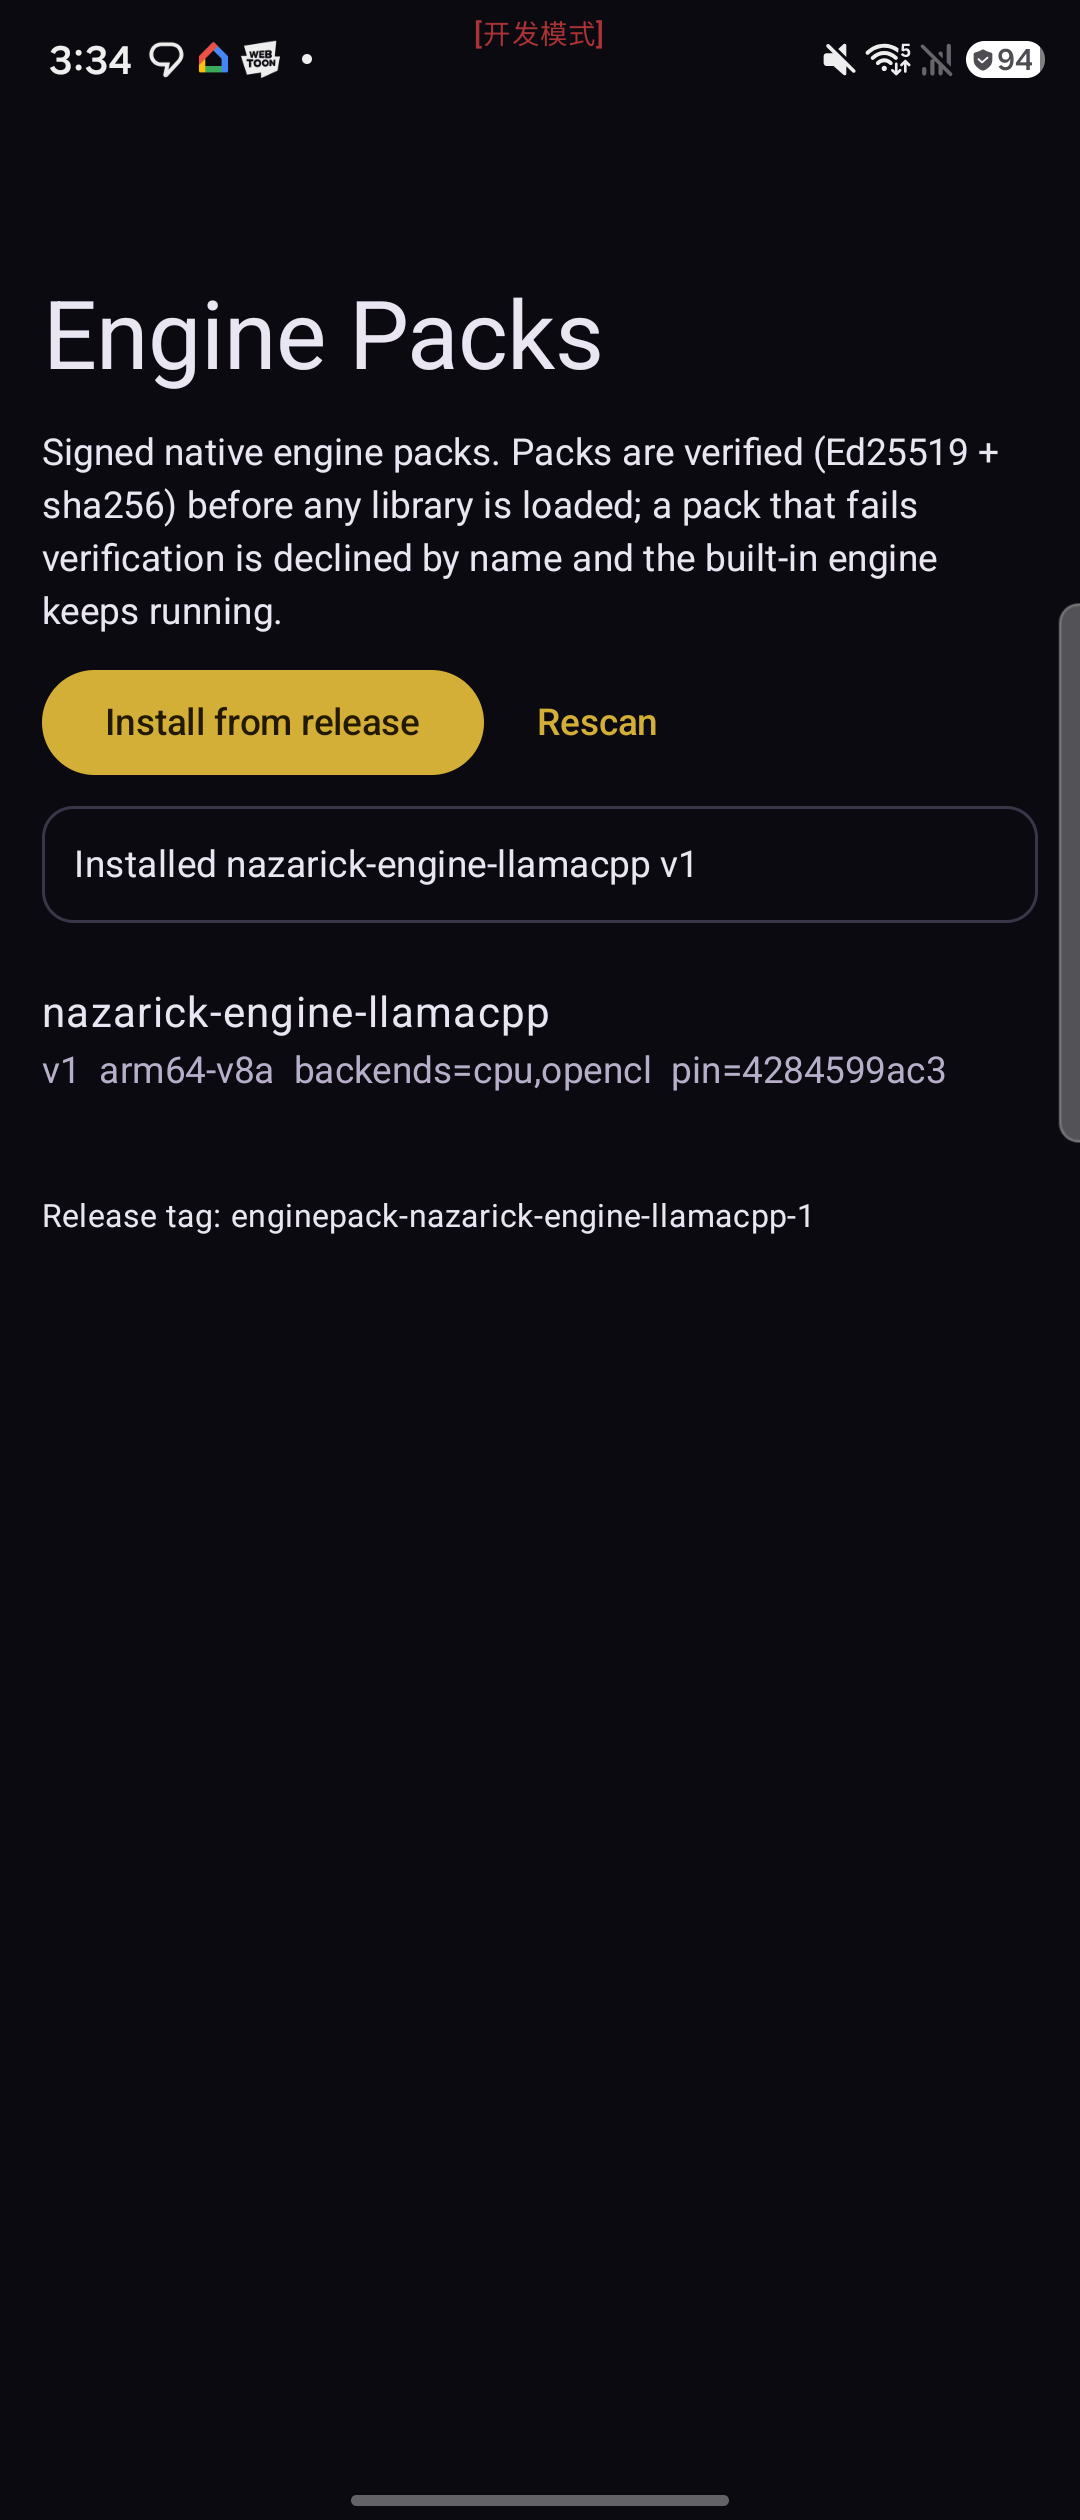 [开发模式]
3:34
WEB
TOON
5
94
Engine Packs
Signed native engine packs. Packs are verified (Ed25519 +
sha256) before any library is loaded; a pack that fails
verification is declined by name and the built-in engine
keeps running.
Install from release
Rescan
Installed nazarick-engine-llamacpp v1
nazarick-engine-llamacpp
v1 arm64-v8a backends=cpu,opencl pin=4284599ac3
Release tag: enginepack-nazarick-engine-llamacpp-1